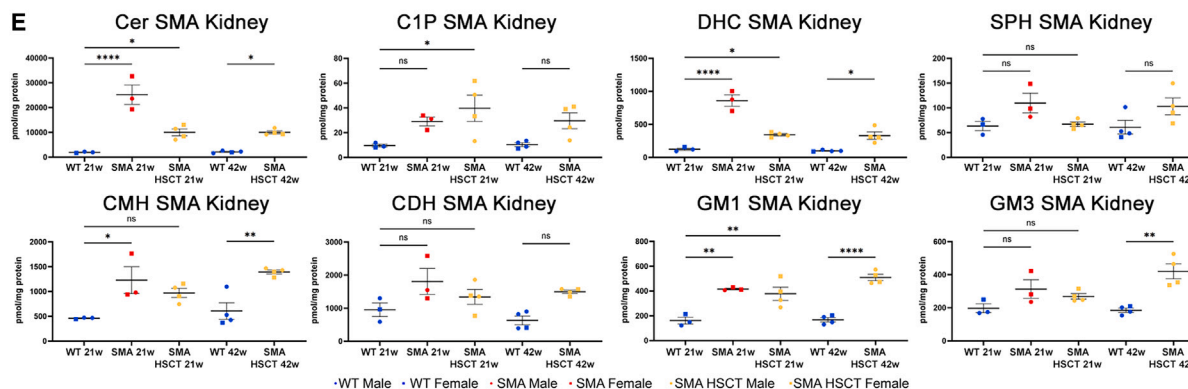 E
Cer SMA Kidney
pmol/mg protein
40000
30000
20000
10000
0
*
****
*
WT 21w
SMA 21w
SMA
HSCT 21w
WT 42w
SMA
HSCT 42w
C1P SMA Kidney
pmol/mg protein
80
60
40
20
0
*
ns
ns
WT 21w
SMA 21w
SMA
HSCT 21w
WT 42w
SMA
HSCT 42w
DHC SMA Kidney
pmol/mg protein
1500
1000
500
0
*
****
*
WT 21w
SMA 21w
SMA
HSCT 21w
WT 42w
SMA
HSCT 42w
SPH SMA Kidney
pmol/mg protein
200
150
100
50
0
ns
ns
ns
WT 21w
SMA 21w
SMA
HSCT 21w
WT 42w
SMA
HSCT 42w
CMH SMA Kidney
pmol/mg protein
2000
1500
1000
500
0
ns
*
**
WT 21w
SMA 21w
SMA
HSCT 21w
WT 42w
SMA
HSCT 42w
CDH SMA Kidney
pmol/mg protein
3000
2000
1000
0
ns
ns
ns
WT 21w
SMA 21w
SMA
HSCT 21w
WT 42w
SMA
HSCT 42w
GM1 SMA Kidney
pmol/mg protein
800
600
400
200
0
**
**
****
WT 21w
SMA 21w
SMA
HSCT 21w
WT 42w
SMA
HSCT 42w
GM3 SMA Kidney
pmol/mg protein
600
400
200
0
ns
ns
**
WT 21w
SMA 21w
SMA
HSCT 21w
WT 42w
SMA
HSCT 42w
WT Male WT Female SMA Male SMA Female SMA HSCT Male SMA HSCT Female